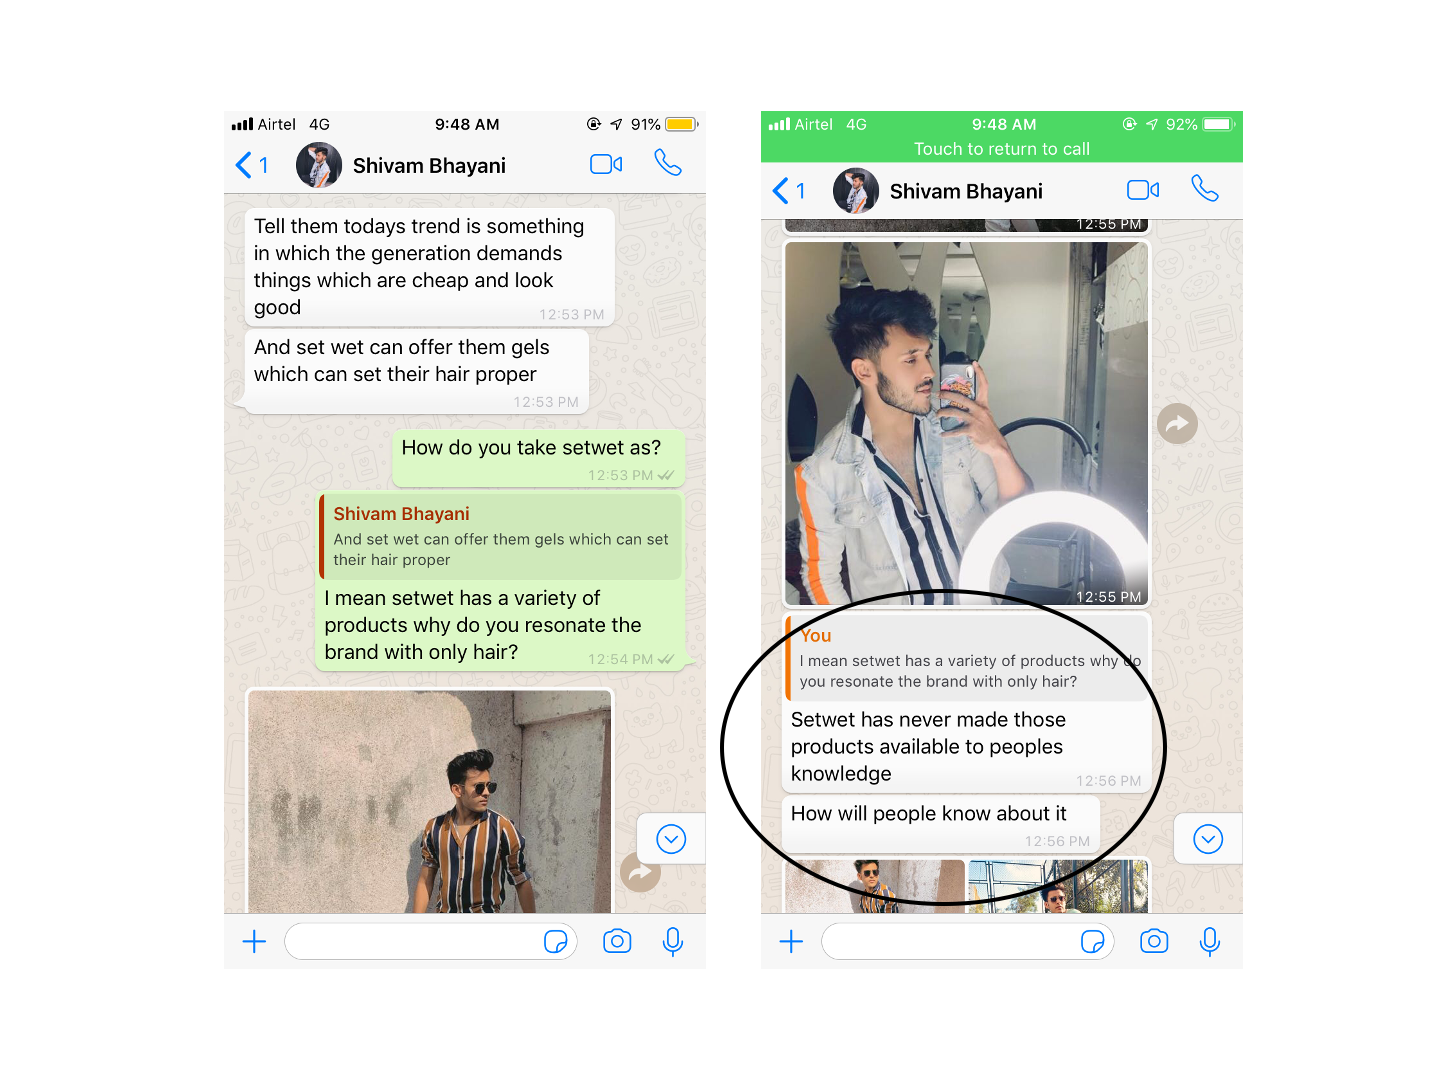 Airtel 4G 9:48 AM 91%
1 Shivam Bhayani
Tell them todays trend is something
in which the generation demands
things which are cheap and look
good
12:53 PM
And set wet can offer them gels
which can set their hair proper
12:53 PM
How do you take setwet as?
12:53 PM
Shivam Bhayani
And set wet can offer them gels which can set
their hair proper
I mean setwet has a variety of
products why do you resonate the
brand with only hair?
12:54 PM
Airtel 4G 9:48 AM 92%
Touch to return to call
1 Shivam Bhayani
12:55 PM
12:55 PM
You
I mean setwet has a variety of products why do
you resonate the brand with only hair?
Setwet has never made those
products available to peoples
knowledge
12:56 PM
How will people know about it
12:56 PM